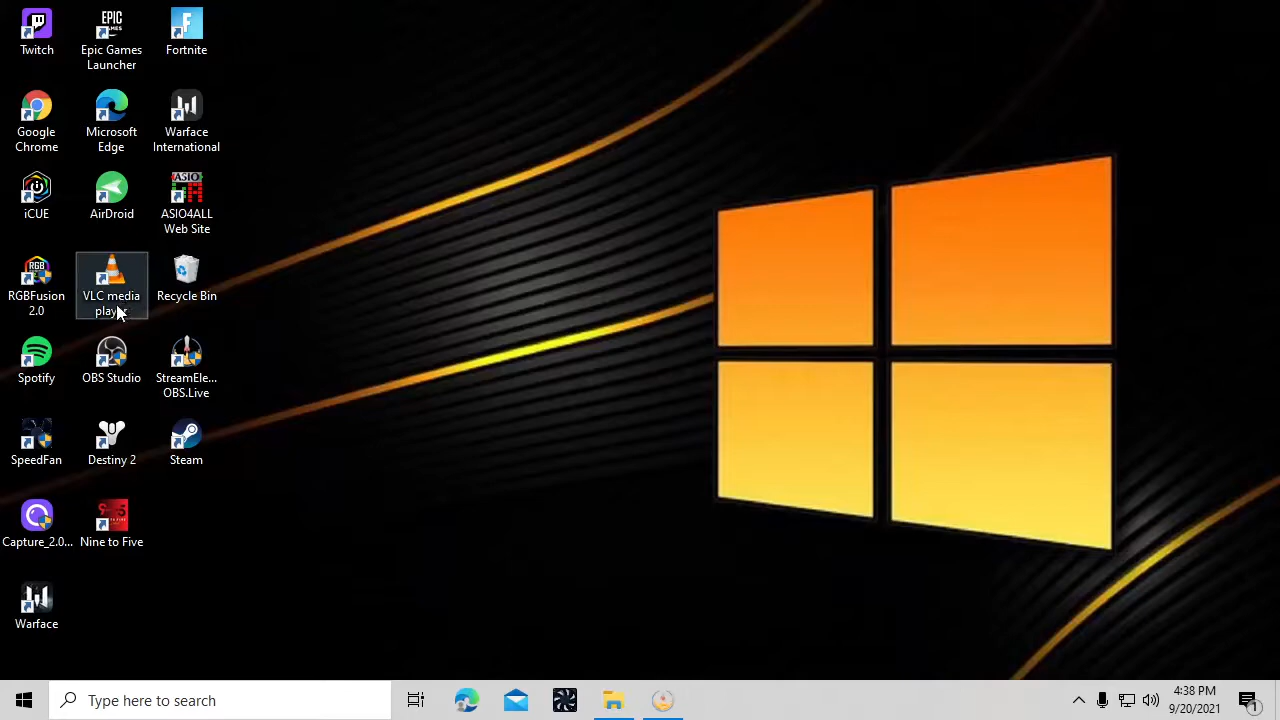 Twitch
Epic Games
Launcher
Fortnite
Google
Chrome
Microsoft
Edge
Warface
International
iCUE
AirDroid
ASIO4ALL
Web Site
RGBFusion
2.0
VLC media
Recycle Bin
Spotify
OBS Studio
StreamEle...
OBS.Live
SpeedFan
Destiny 2
Steam
Capture_2.0...
Nine to Five
Warface
Type here to search
4:38 PM
9/20/2021
1